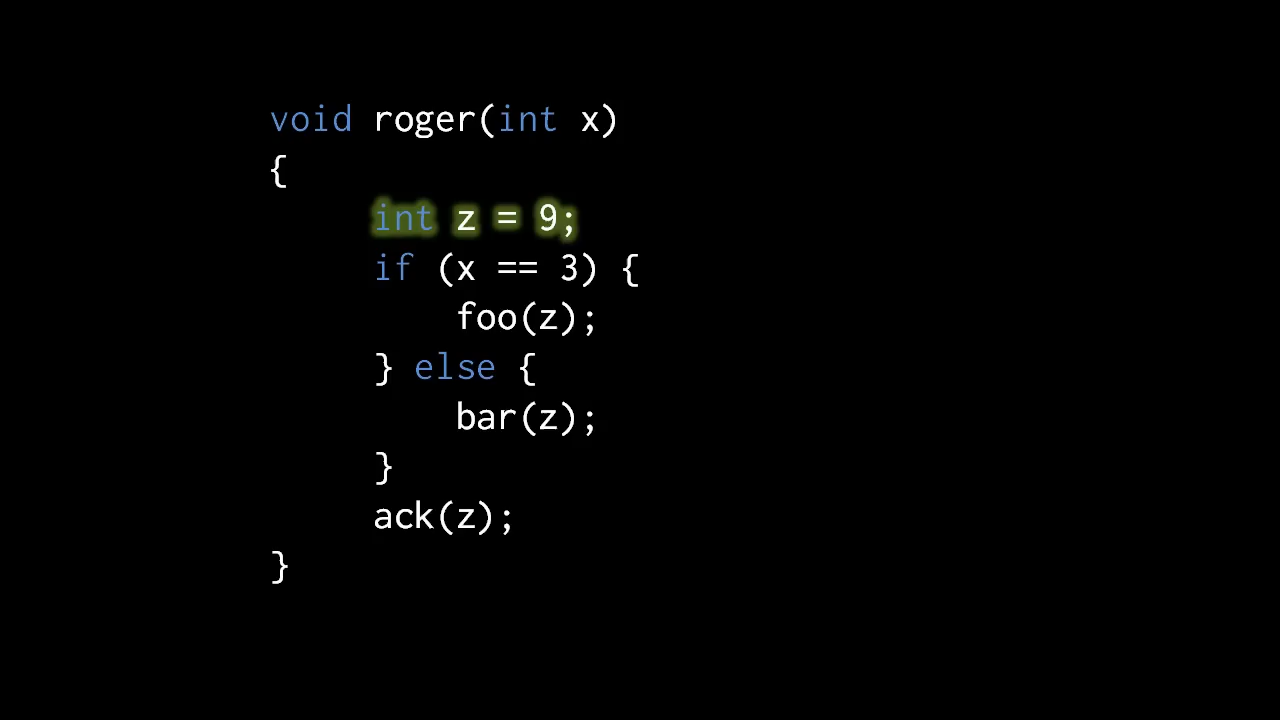 void roger(int x)
{
     int z = 9;
     if (x == 3) {
         foo(z);
     } else {
         bar(z);
     }
     ack(z);
}